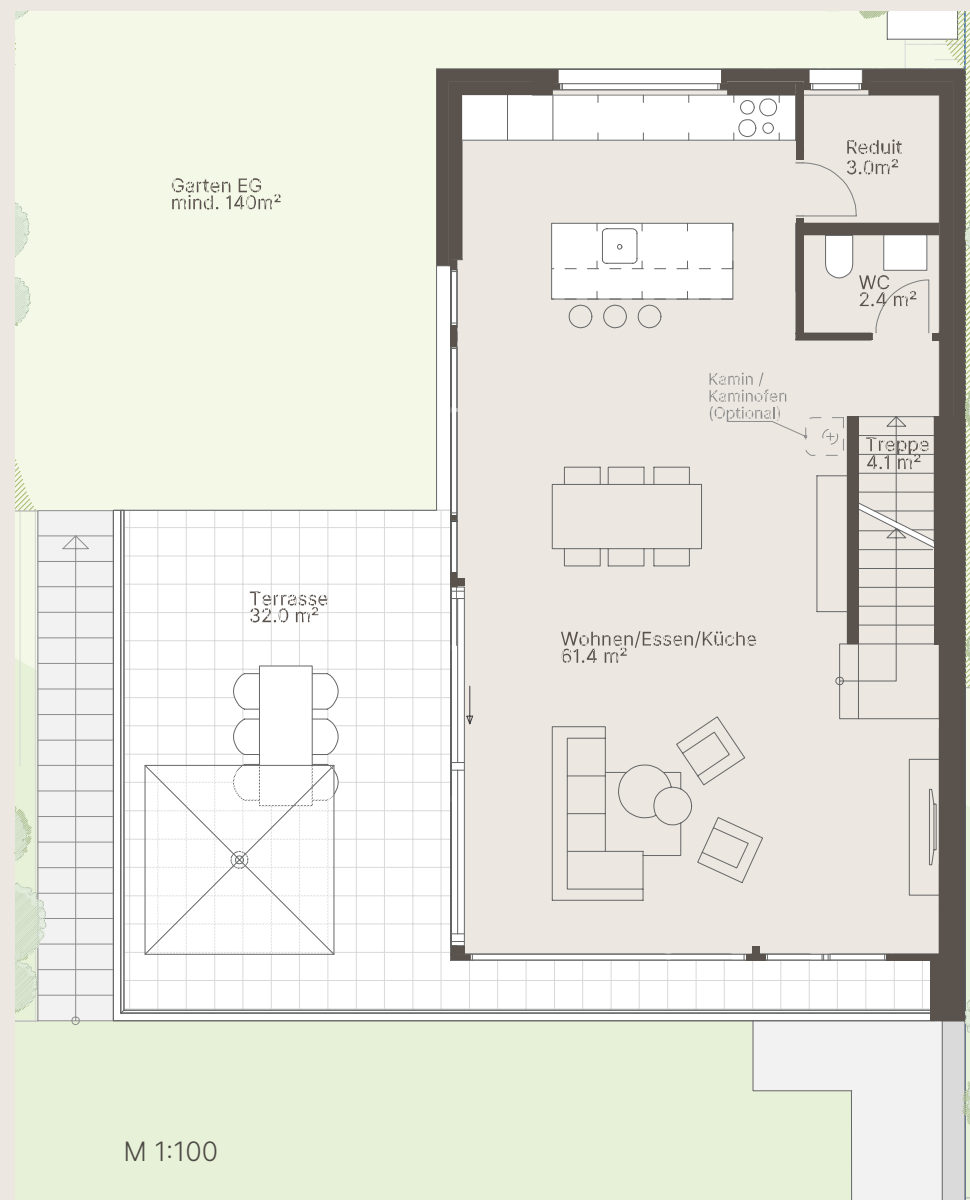 Reduit
3.0m²
Garten EG
mind. 140m²
WC
2.4 m²
Kamin /
Kaminofen
(Optional)
Treppe
4.1 m²
Terrasse
32.0 m²
Wohnen/Essen/Küche
61.4 m²
M 1:100